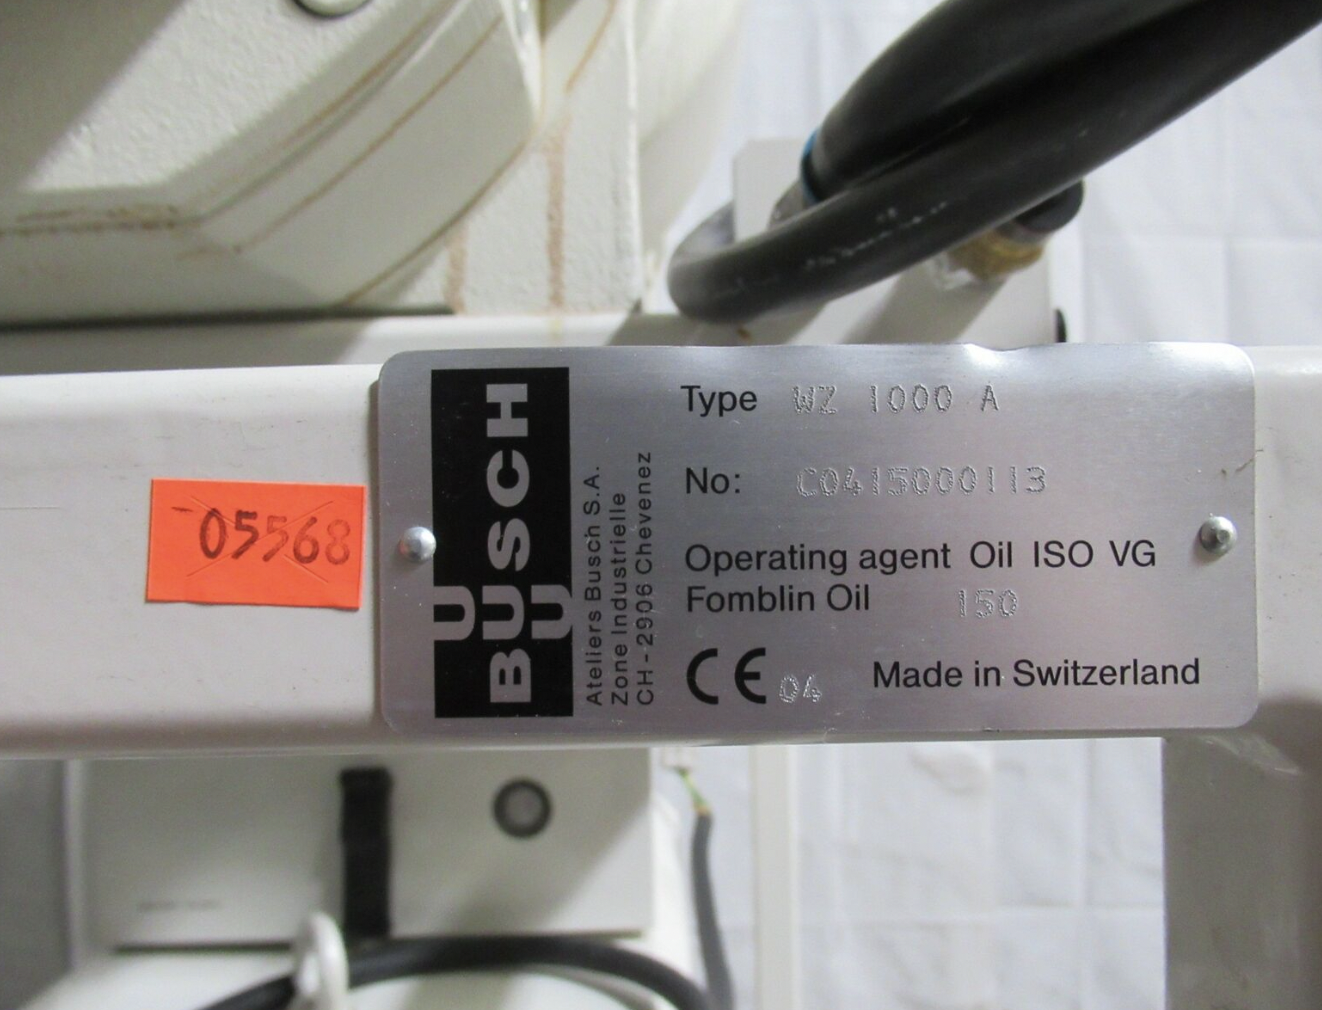 05568
U
BUSCH
U
Ateliers Busch S.A.
Zone Industrielle
CH-2906 Chevenez
Type WZ 1000 A
No: C0415000113
Operating agent Oil ISO VG
Fomblin Oil 150
CE 04 Made in Switzerland